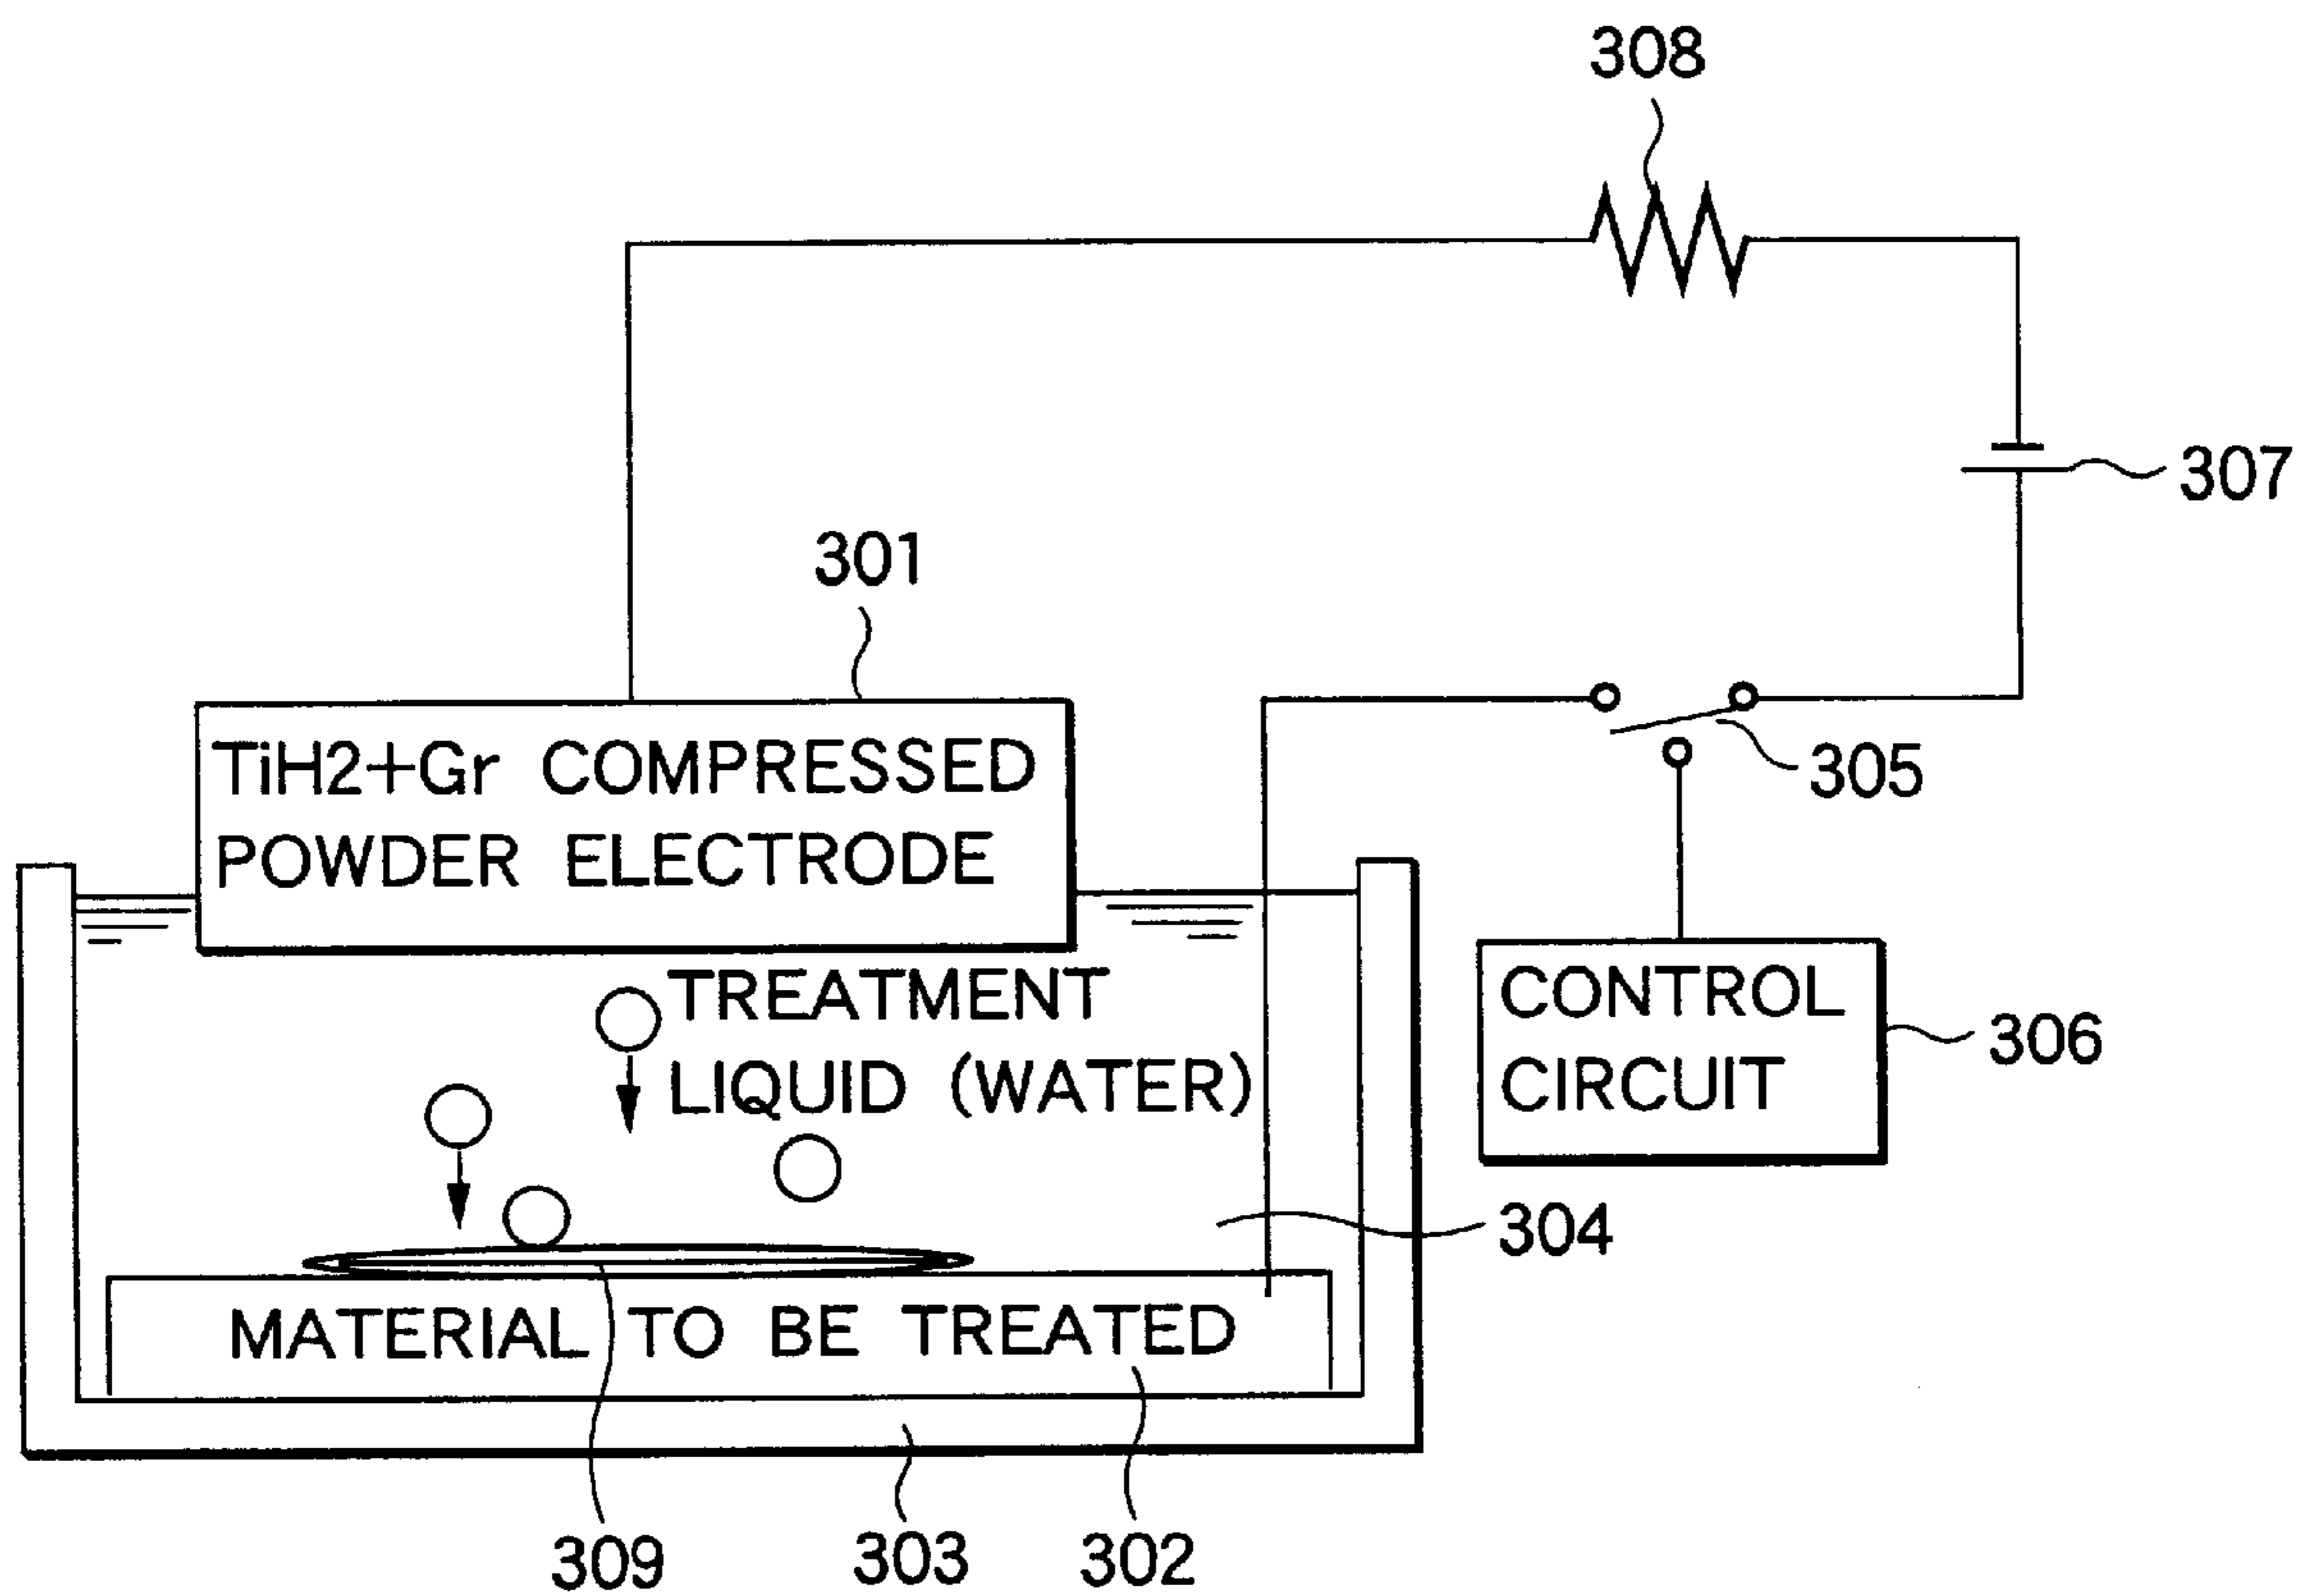 308
307
301
TiH2+Gr COMPRESSED
POWDER ELECTRODE
305
TREATMENT
LIQUID (WATER)
CONTROL
CIRCUIT
306
304
MATERIAL TO BE TREATED
309
303
302